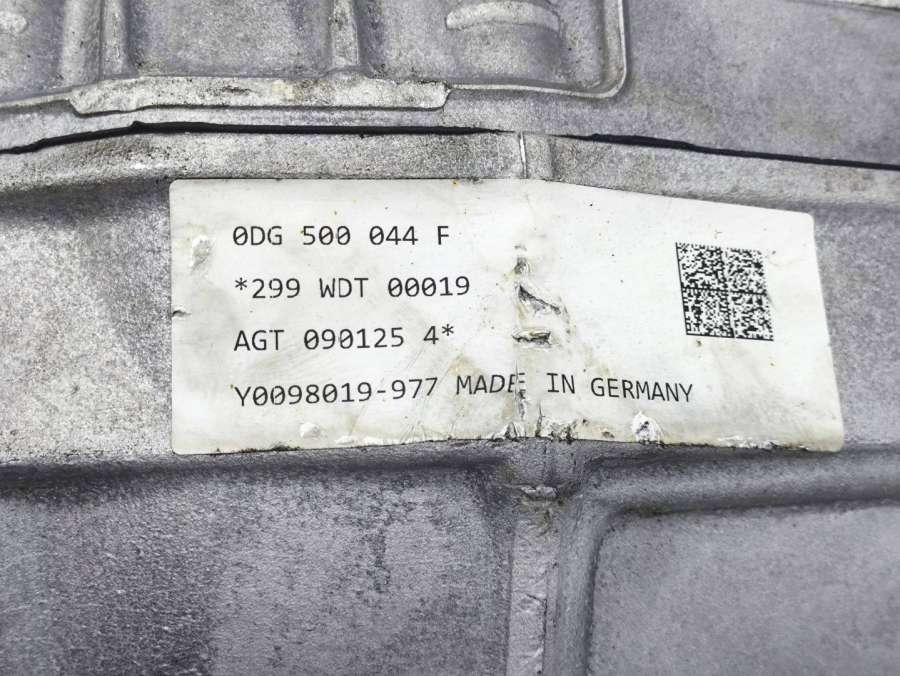 0DG 500 044 F
*299 WDT 00019
AGT 090125 4*
Y0098019-977 MADE IN GERMANY